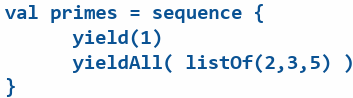 val primes = sequence {
      yield(1)
      yieldAll( listOf(2,3,5) )
}